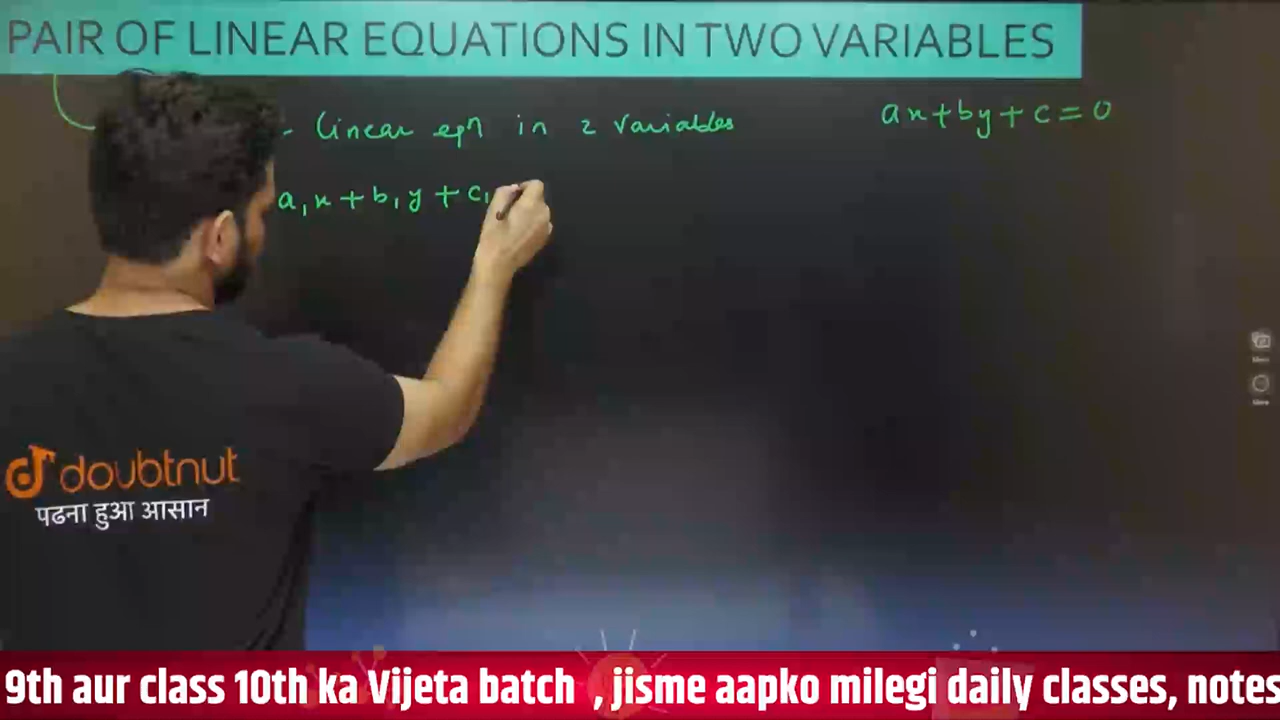 PAIR OF LINEAR EQUATIONS IN TWO VARIABLES
- linear eqn in 2 variables
ax+by+c=0
a₁x+b₁y+c₁
doubtnut
पढना हुआ आसान
9th aur class 10th ka Vijeta batch , jisme aapko milegi daily classes, notes